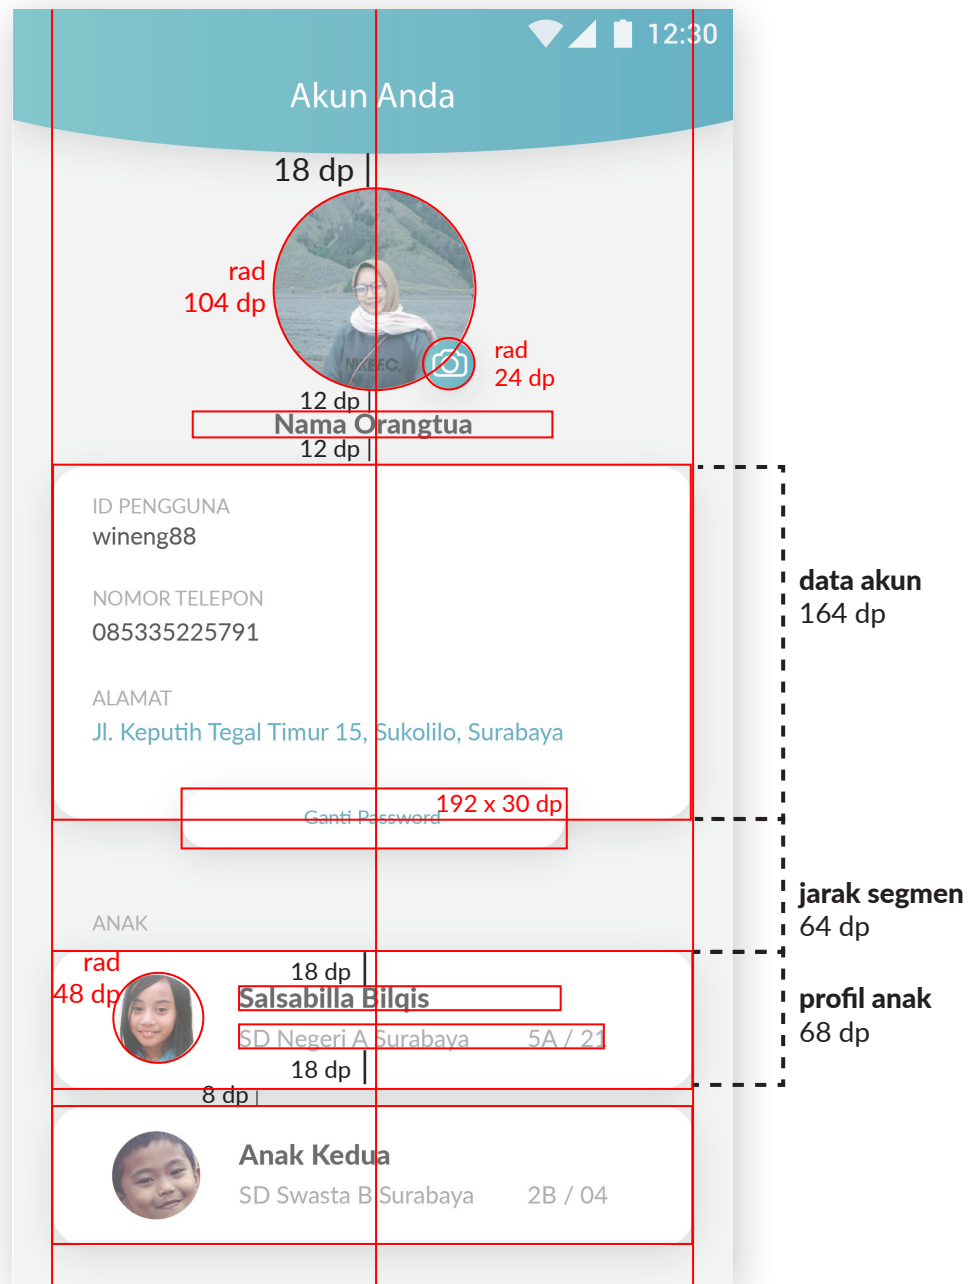 12:30
Akun Anda
18 dp
rad
104 dp
NIKE F.C.
rad
24 dp
12 dp
Nama Orangtua
12 dp
ID PENGGUNA
wineng88
NOMOR TELEPON
085335225791
ALAMAT
Jl. Keputih Tegal Timur 15, Sukolilo, Surabaya
192 x 30 dp
Ganti Password
data akun
164 dp
jarak segmen
64 dp
ANAK
rad
48 dp
18 dp
Salsabilla Bilqis
SD Negeri A Surabaya 5A / 21
18 dp
profil anak
68 dp
8 dp
Anak Kedua
SD Swasta B Surabaya 2B / 04